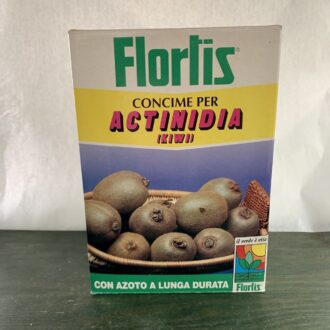 Flortis®
CONCIME PER
ACTINIDIA
(KIWI)
il verde è vita
Flortis
CON AZOTO A LUNGA DURATA